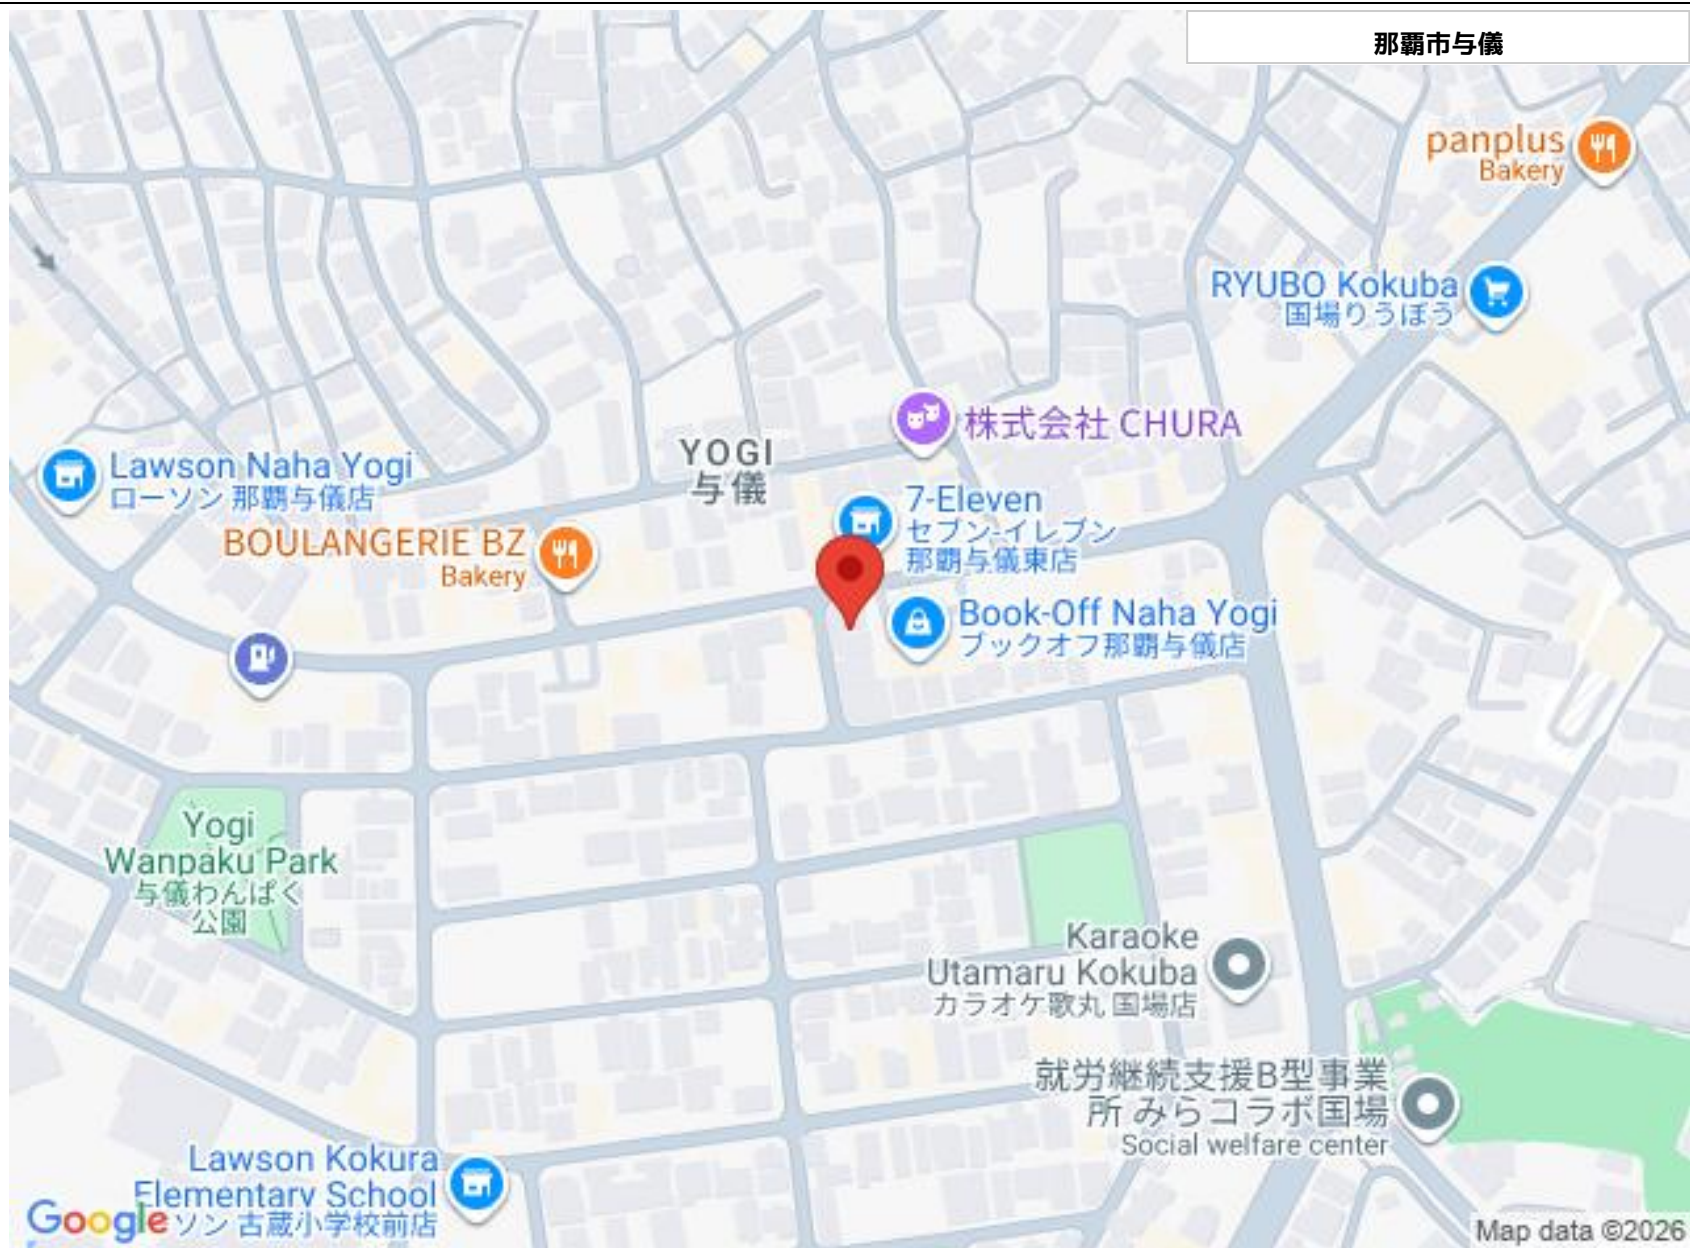 那覇市与儀
panplus
Bakery
RYUBO Kokuba
国場りうぼう
株式会社 CHURA
YOGI
与儀
Lawson Naha Yogi
ローソン 那覇与儀店
7-Eleven
セブン-イレブン
那覇与儀東店
BOULANGERIE BZ
Bakery
Book-Off Naha Yogi
ブックオフ那覇与儀店
Yogi
Wanpaku Park
与儀わんぱく
公園
Karaoke
Utamaru Kokuba
カラオケ歌丸 国場店
就労継続支援B型事業
所 みらコラボ国場
Social welfare center
Lawson Kokura
Elementary School
ソン 古蔵小学校前店
Google
Map data ©2026